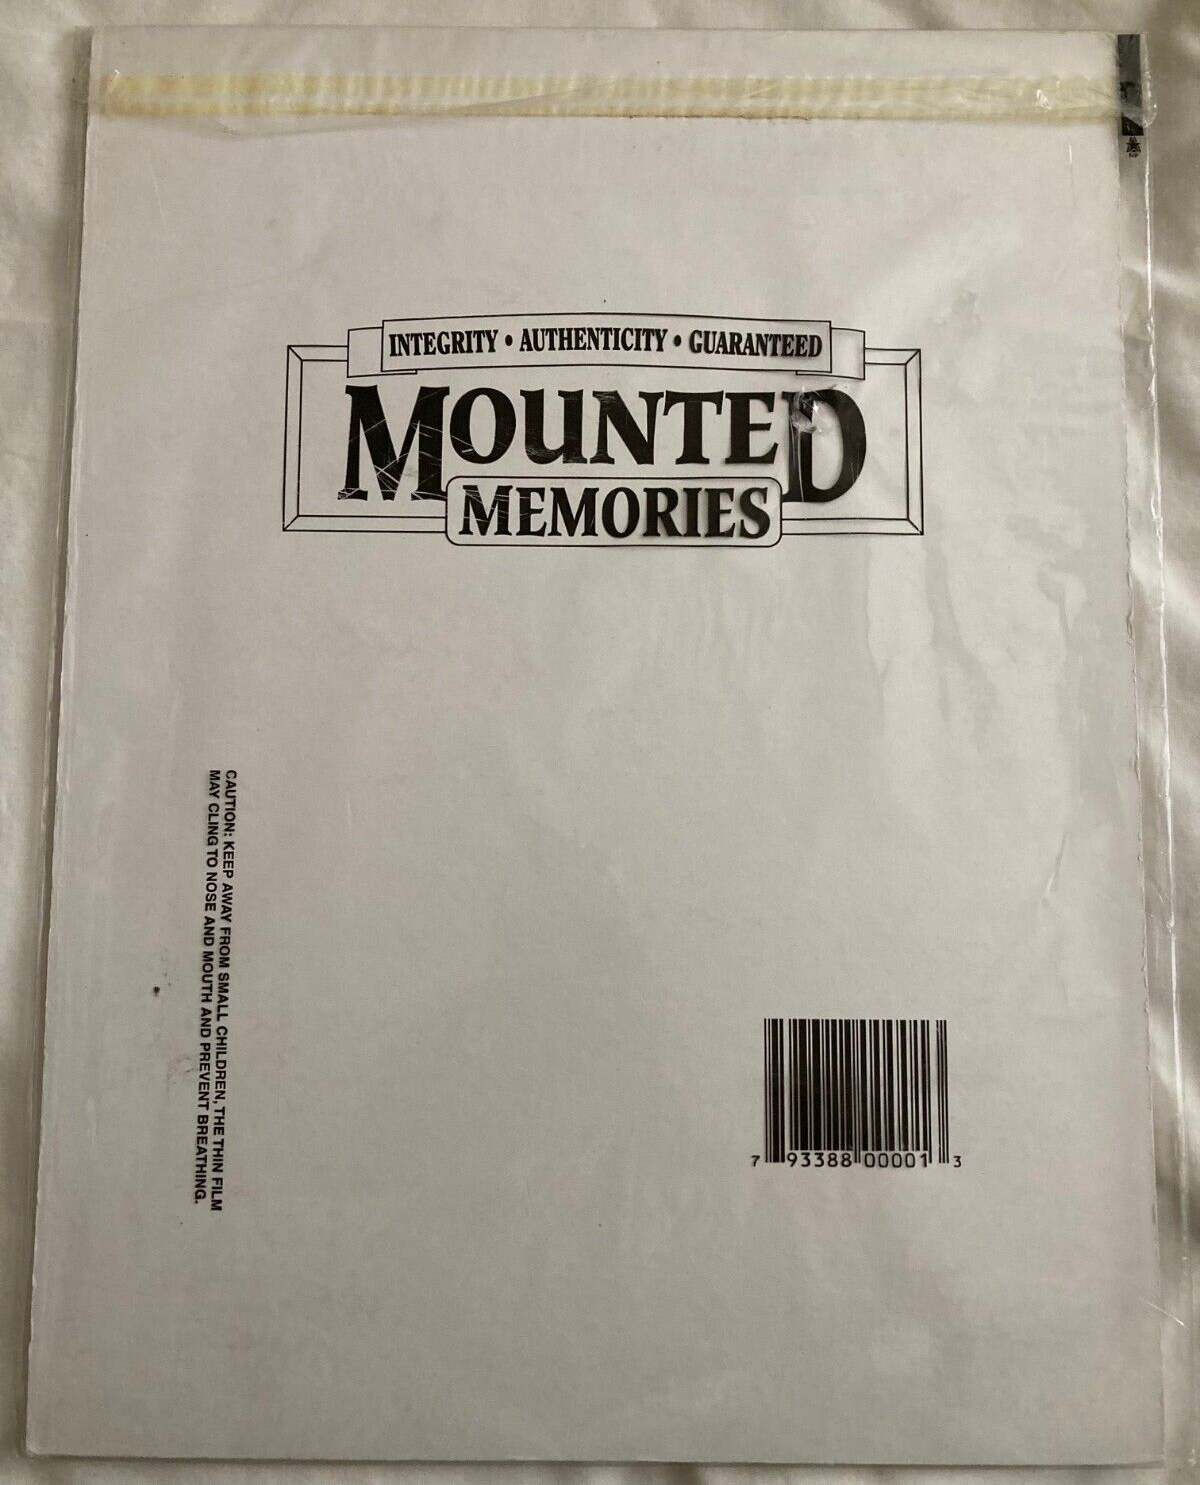 INTEGRITY • AUTHENTICITY • GUARANTEED
MOUNTED
MEMORIES
CAUTION: KEEP AWAY FROM SMALL CHILDREN, THE THIN FILM
MAY CLING TO NOSE AND MOUTH AND PREVENT BREATHING.
7 93388 00001 3